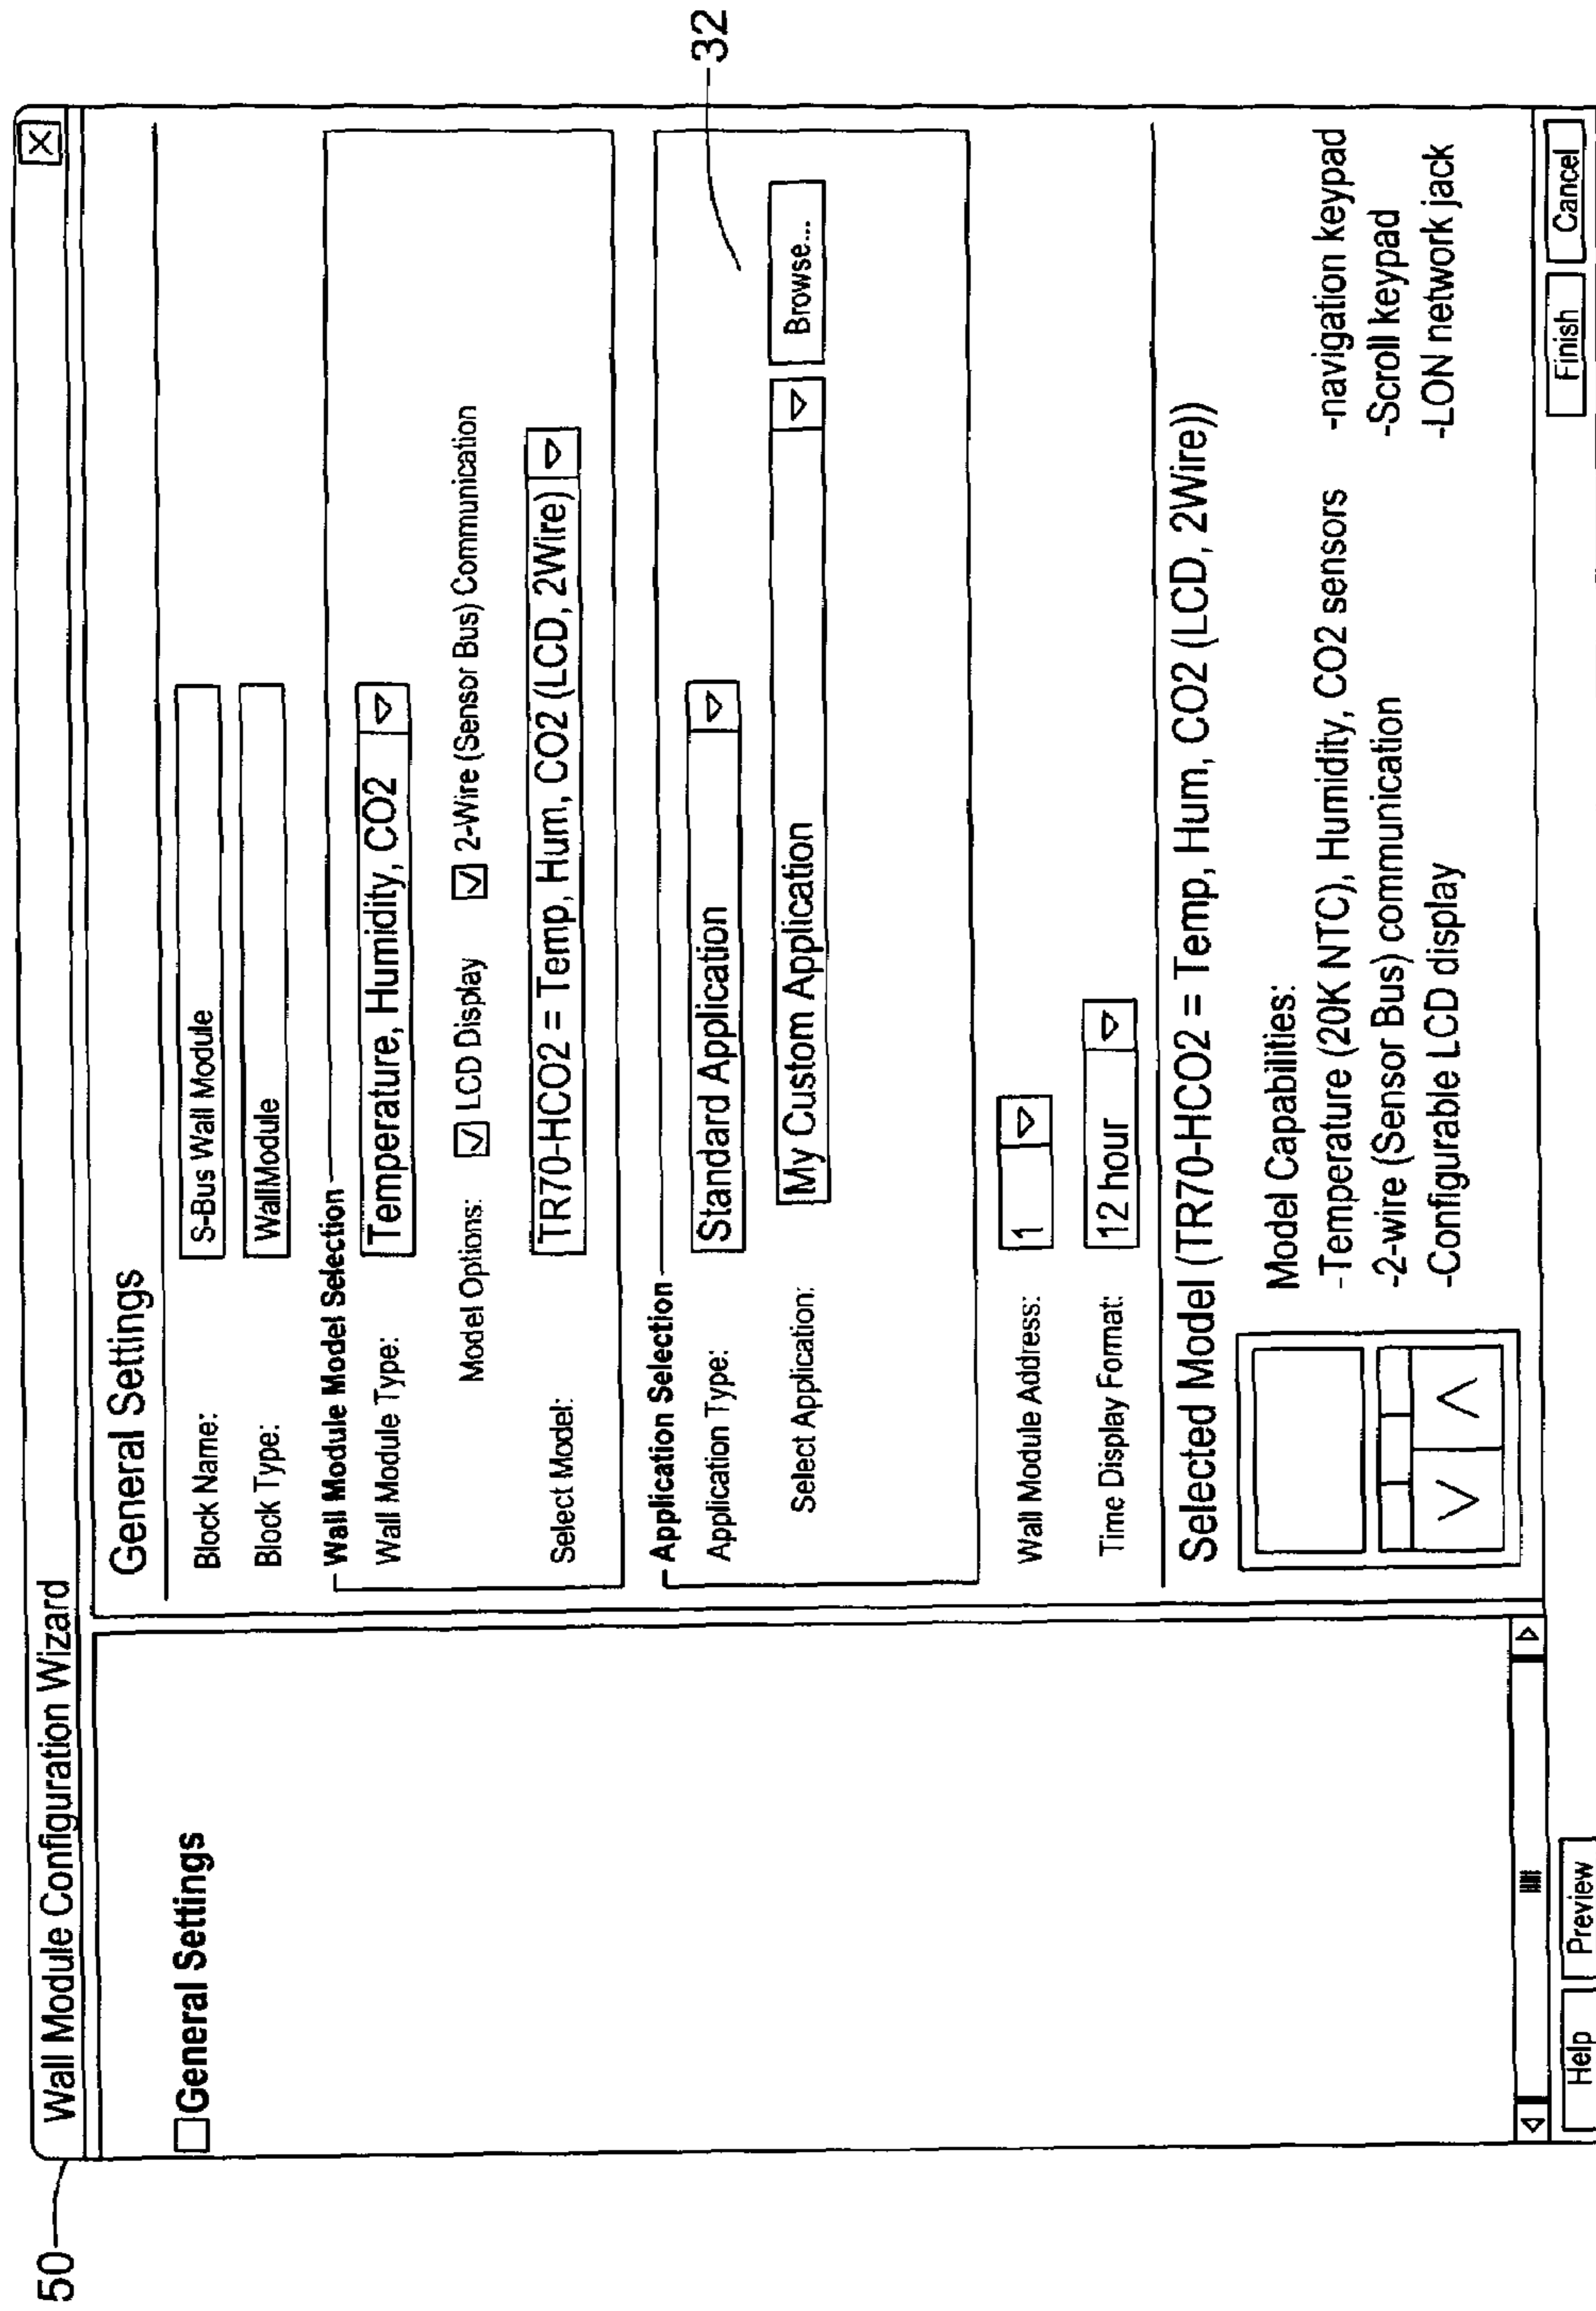 50
Wall Module Configuration Wizard
X
General Settings
General Settings
Block Name: S-Bus Wall Module
Block Type: WallModule
Wall Module Model Selection
Wall Module Type: Temperature, Humidity, CO2
Model Options: LCD Display 2-Wire (Sensor Bus) Communication
Select Model: TR70-HCO2 = Temp, Hum, CO2 (LCD, 2Wire)
Application Selection
Application Type: Standard Application
32
Select Application: My Custom Application Browse...
Wall Module Address: 1
Time Display Format: 12 hour
Selected Model (TR70-HCO2 = Temp, Hum, CO2 (LCD, 2Wire))
Model Capabilities:
-Temperature (20K NTC), Humidity, CO2 sensors -navigation keypad
-2-wire (Sensor Bus) communication -Scroll keypad
-Configurable LCD display -LON network jack
Help Preview Finish Cancel